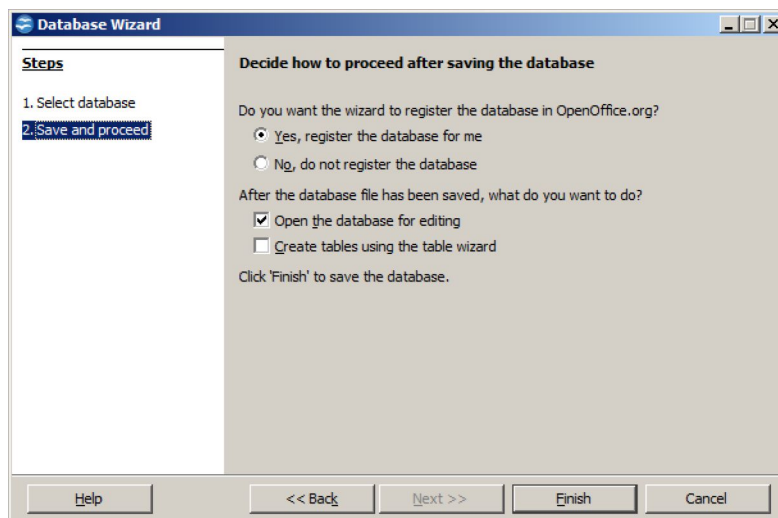 Database Wizard
Steps
1. Select database
2. Save and proceed
Decide how to proceed after saving the database
Do you want the wizard to register the database in OpenOffice.org?
Yes, register the database for me
No, do not register the database
After the database file has been saved, what do you want to do?
Open the database for editing
Create tables using the table wizard
Click 'Finish' to save the database.
Help
<< Back
Next >>
Finish
Cancel